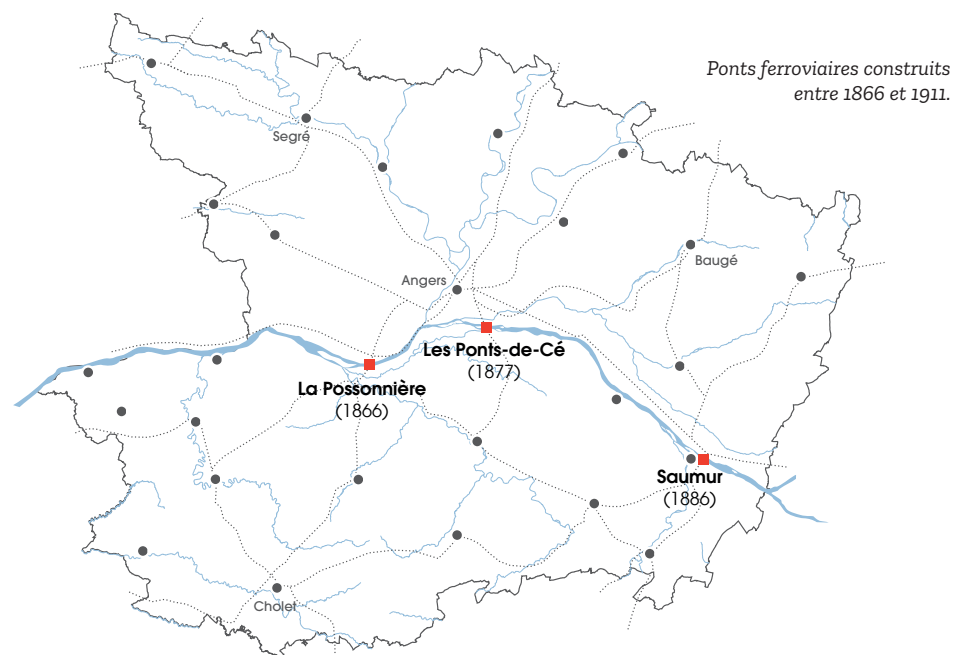 Ponts ferroviaires construits
entre 1866 et 1911.
Segré
Baugé
Angers
Les Ponts-de-Cé
(1877)
La Possonnière
(1866)
Saumur
(1886)
Cholet